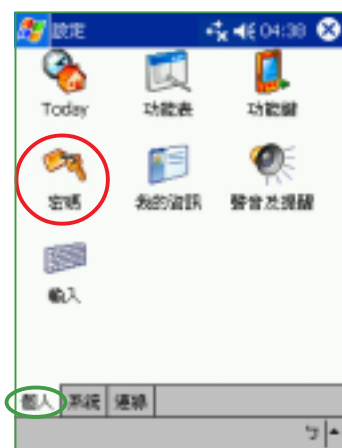 設定 04:38
Today 功能表 功能鍵
密碼 我的資訊 聲音及提醒
輸入
個人 系統 連線
ㄅ